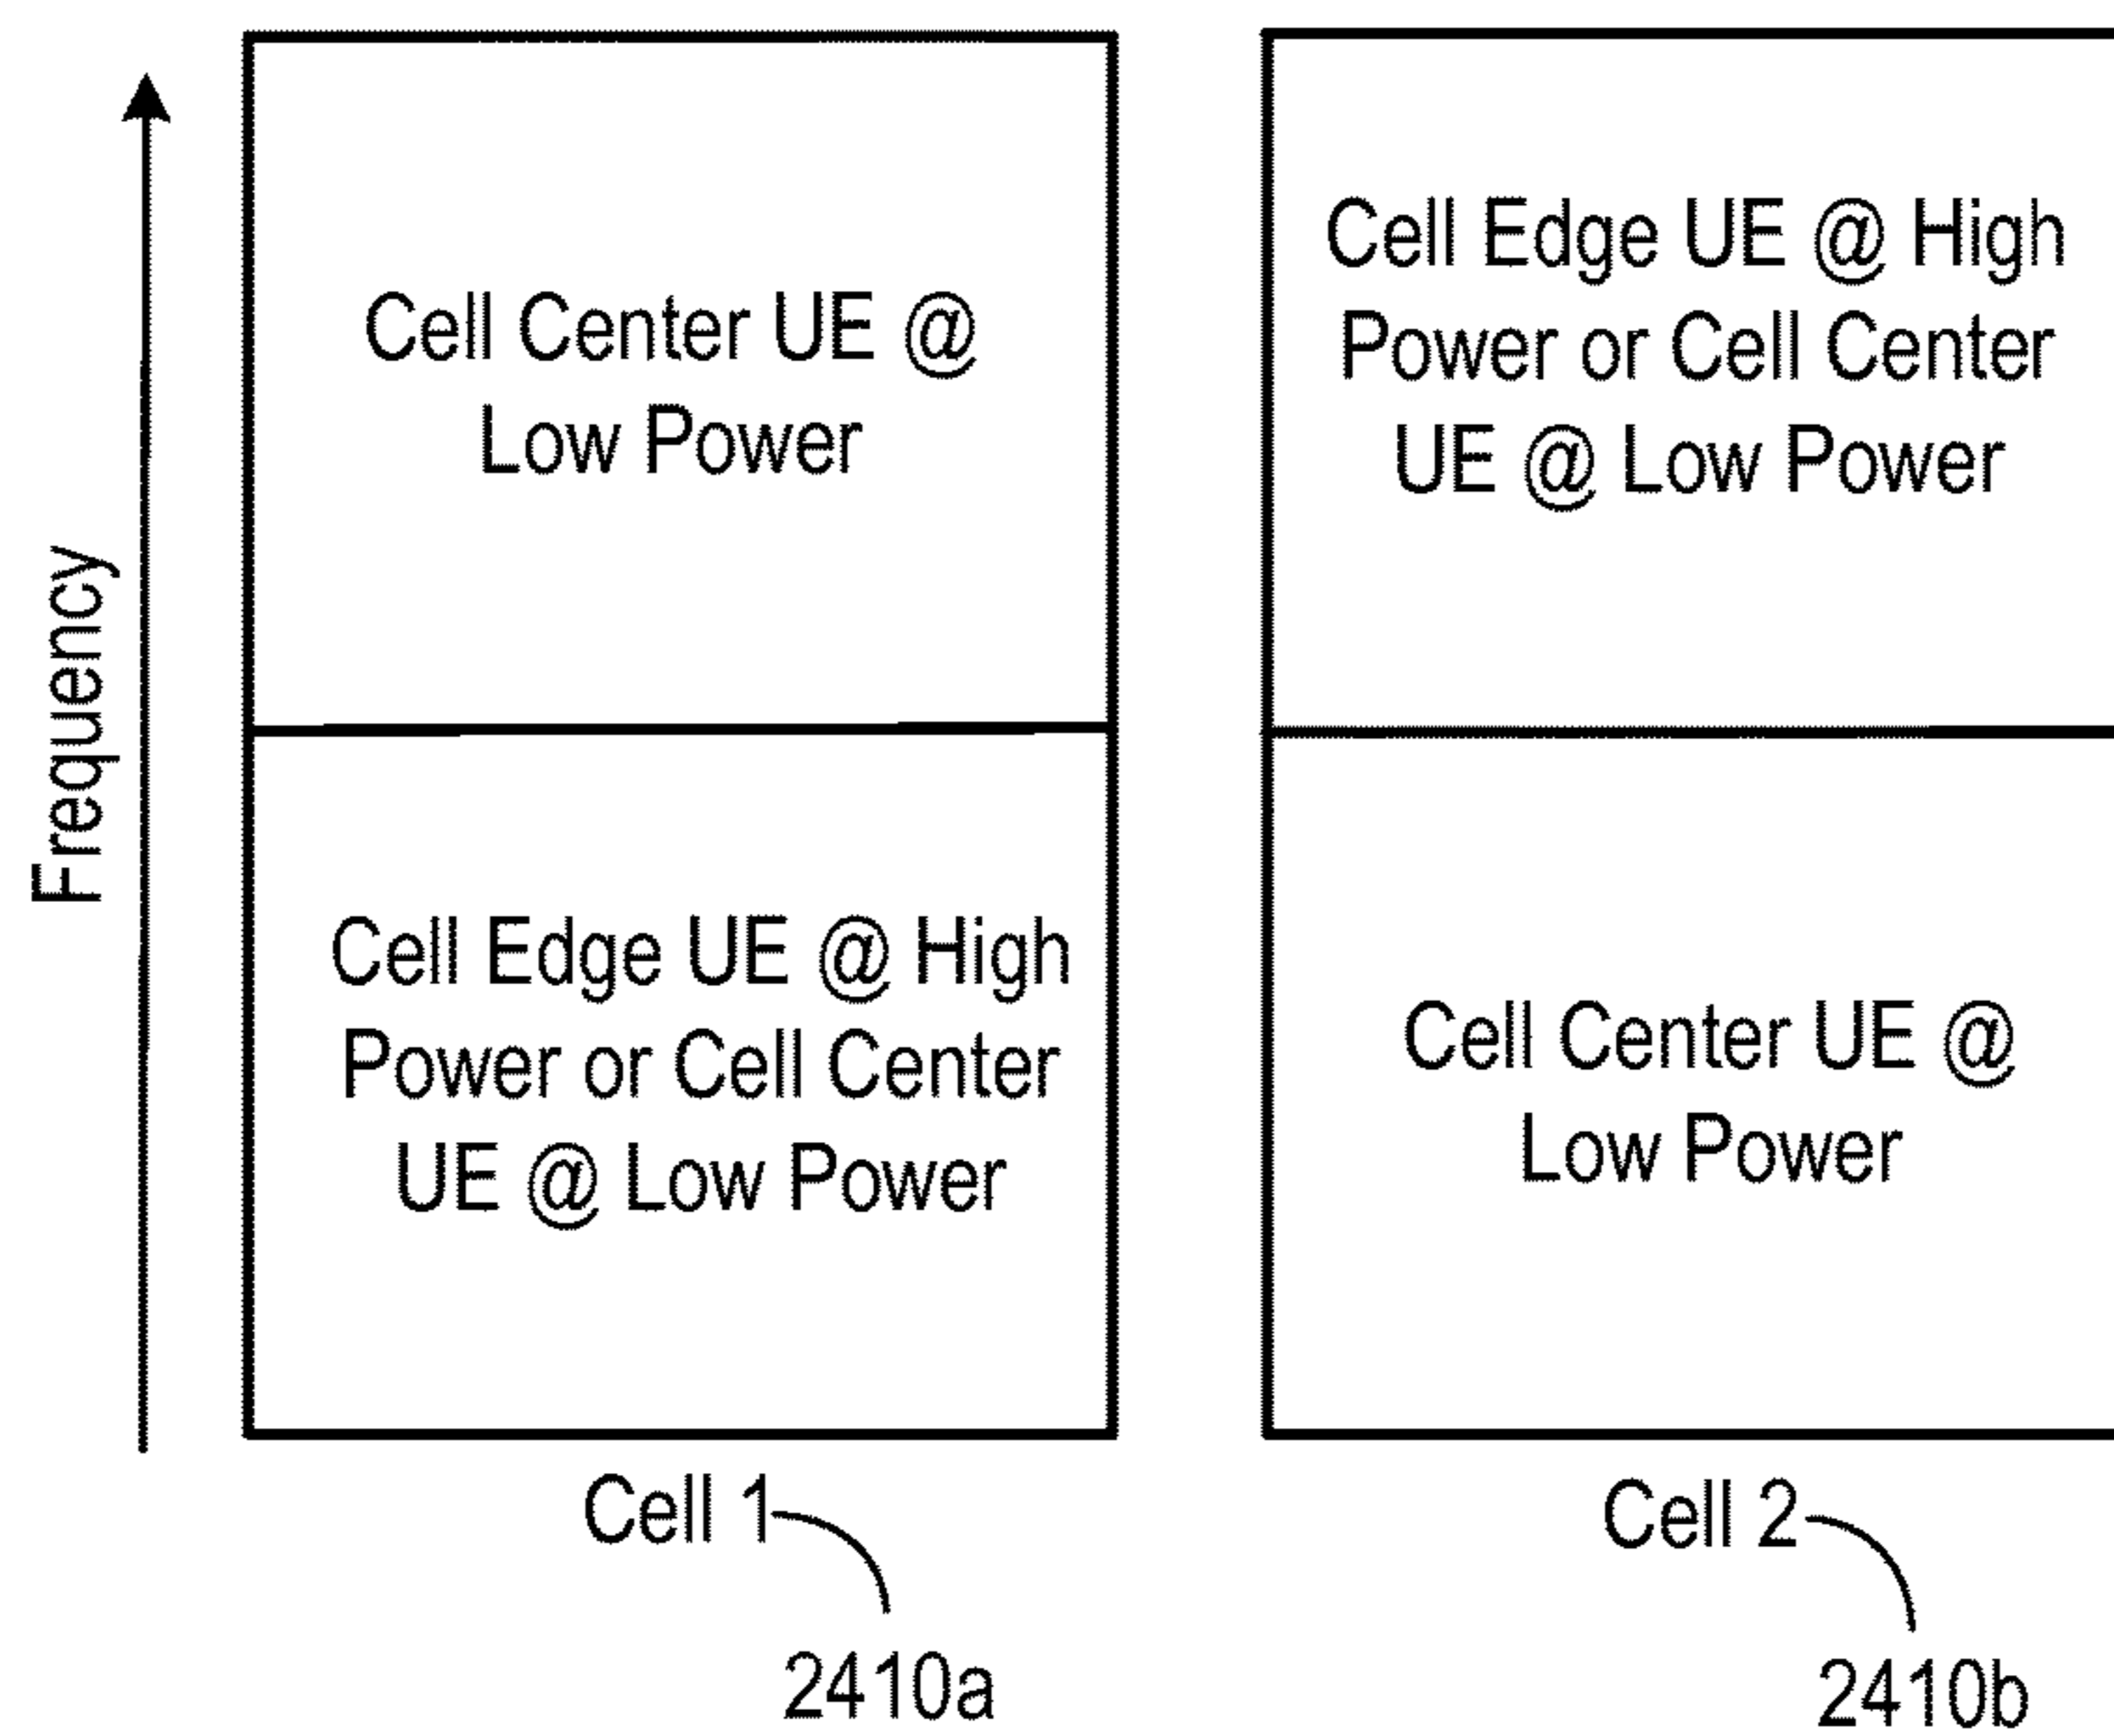 Frequency
Cell Center UE @
Low Power
Cell Edge UE @ High
Power or Cell Center
UE @ Low Power
Cell 1
2410a
Cell Edge UE @ High
Power or Cell Center
UE @ Low Power
Cell Center UE @
Low Power
Cell 2
2410b